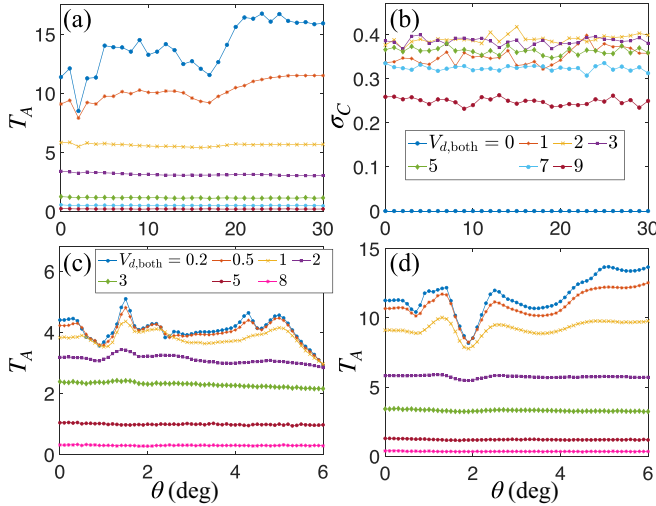 (a)
T_A
15
10
5
0
0 10 20 30
(b)
σ_C
0.4
0.3
0.2
0.1
0
V_{d,both} = 0 1 2 3
5 7 9
0 10 20 30
(c)
T_A
6
4
2
0
V_{d,both} = 0.2 0.5 1 2
3 5 8
0 2 4 6
θ (deg)
(d)
T_A
15
10
5
0
0 2 4 6
θ (deg)